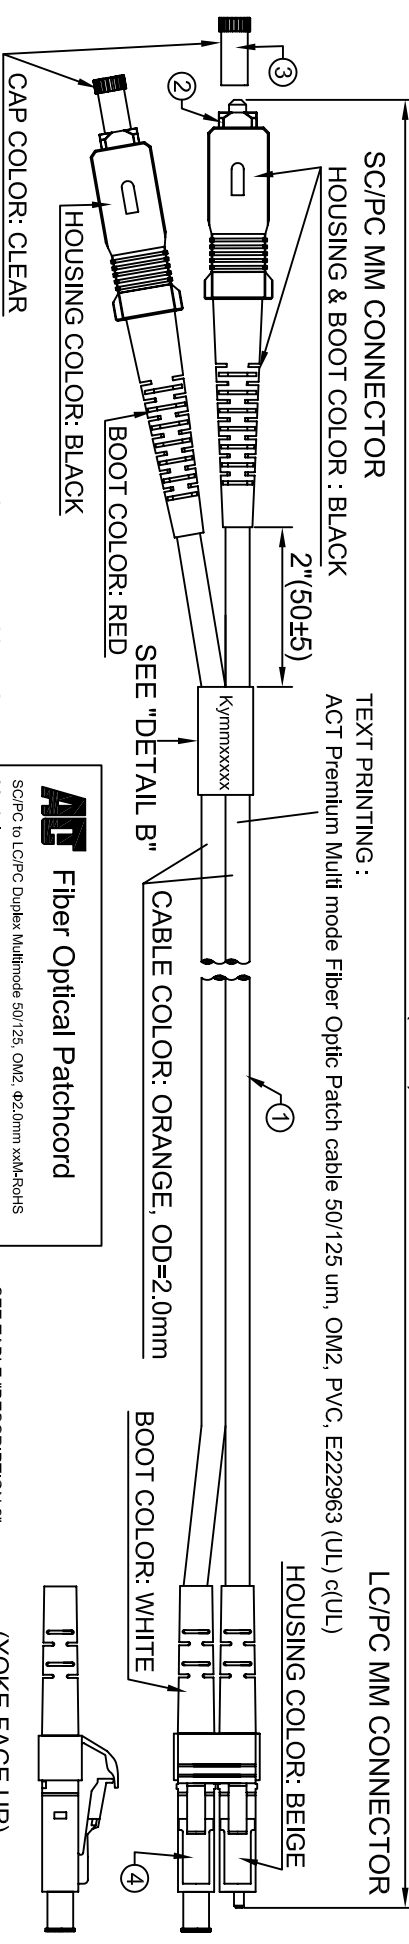 SC/PC MM CONNECTOR
HOUSING & BOOT COLOR : BLACK
3
2
CAP COLOR: CLEAR
HOUSING COLOR: BLACK
BOOT COLOR: RED
2"(50±5)
SEE "DETAIL B"
Kymmxxxxx
TEXT PRINTING :
ACT Premium Multi mode Fiber Optic Patch cable 50/125 um, OM2, PVC, E222963 (UL) c(UL)
CABLE COLOR: ORANGE, OD=2.0mm
1
LC/PC MM CONNECTOR
HOUSING COLOR: BEIGE
BOOT COLOR: WHITE
4
ACT Fiber Optical Patchcord
SC/PC to LC/PC Duplex Multimode 50/125, OM2, Φ2.0mm xxM-RoHS
(YOKE FACE UP)